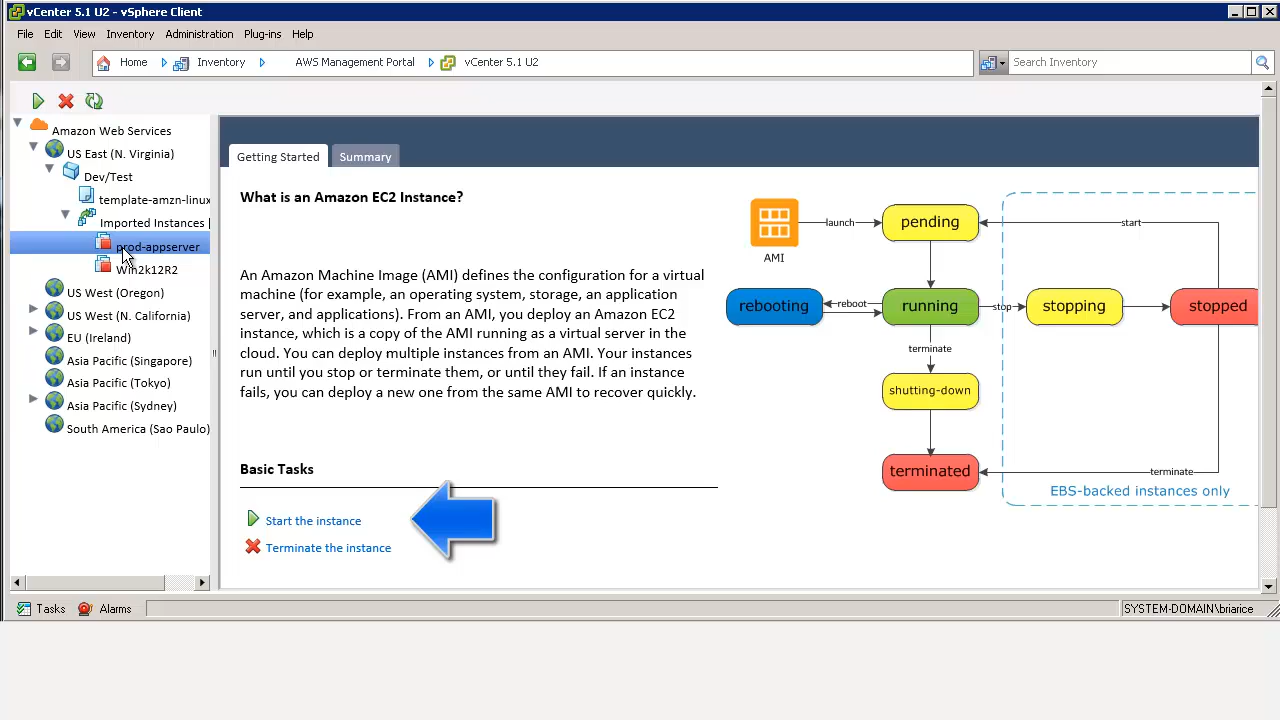 vCenter 5.1 U2 - vSphere Client
File Edit View Inventory Administration Plug-ins Help
Home Inventory AWS Management Portal vCenter 5.1 U2 Search Inventory
Amazon Web Services
US East (N. Virginia)
Dev/Test
template-amzn-linux
Imported Instances [
prod-appserver
Win2k12R2
US West (Oregon)
US West (N. California)
EU (Ireland)
Asia Pacific (Singapore)
Asia Pacific (Tokyo)
Asia Pacific (Sydney)
South America (Sao Paulo)
Getting Started Summary
What is an Amazon EC2 Instance?
An Amazon Machine Image (AMI) defines the configuration for a virtual
machine (for example, an operating system, storage, an application
server, and applications). From an AMI, you deploy an Amazon EC2
instance, which is a copy of the AMI running as a virtual server in the
cloud. You can deploy multiple instances from an AMI. Your instances
run until you stop or terminate them, or until they fail. If an instance
fails, you can deploy a new one from the same AMI to recover quickly.
Basic Tasks
Start the instance
Terminate the instance
AMI
launch
pending
start
rebooting
reboot
running
stop
stopping
stopped
terminate
shutting-down
terminated
terminate
EBS-backed instances only
Tasks Alarms SYSTEM-DOMAIN\briarice